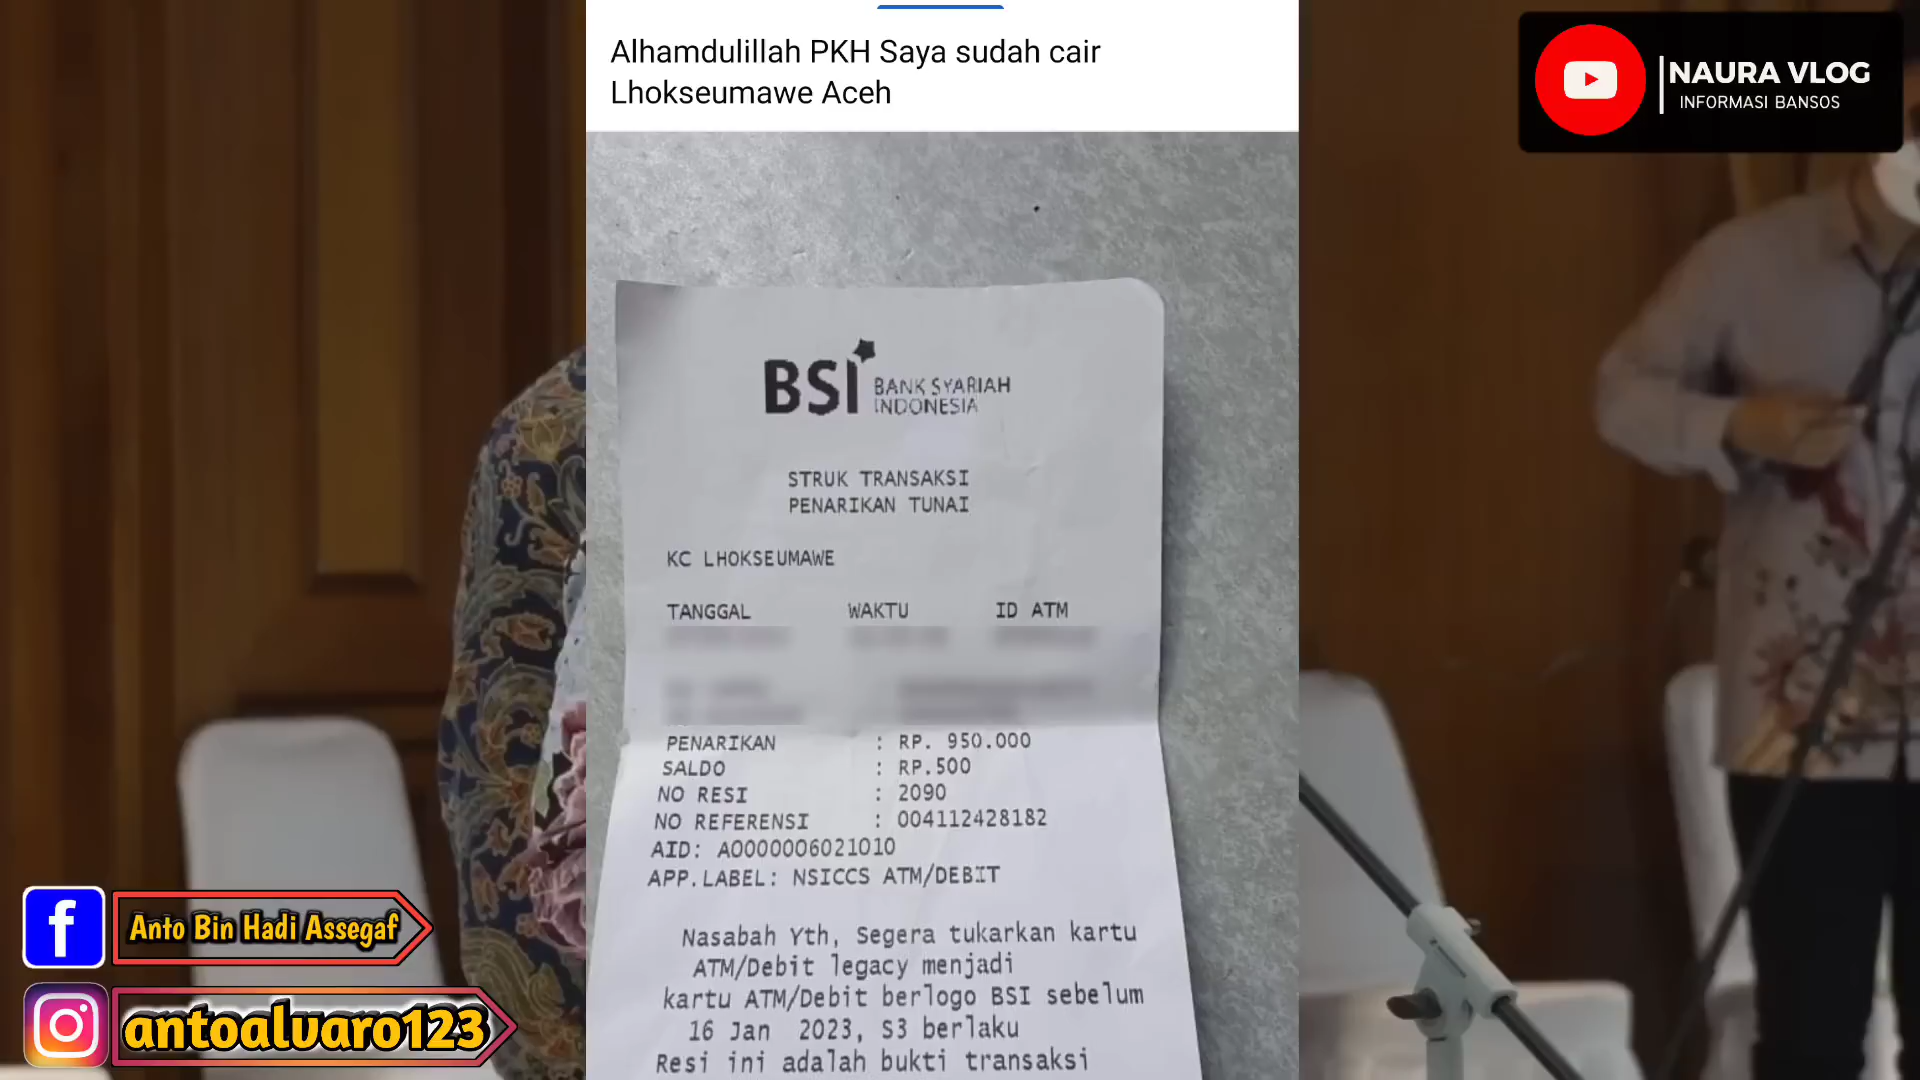 Alhamdulillah PKH Saya sudah cair
Lhokseumawe Aceh
NAURA VLOG
INFORMASI BANSOS
BSI BANK SYARIAH
INDONESIA
STRUK TRANSAKSI
PENARIKAN TUNAI
KC LHOKSEUMAWE
TANGGAL WAKTU ID ATM
PENARIKAN : RP. 950.000
SALDO : RP.500
NO RESI : 2090
NO REFERENSI : 004112428182
AID: A0000006021010
APP.LABEL: NSICCS ATM/DEBIT
Nasabah Yth, Segera tukarkan kartu
ATM/Debit legacy menjadi
kartu ATM/Debit berlogo BSI sebelum
16 Jan 2023, S3 berlaku
Resi ini adalah bukti transaksi
Anto Bin Hadi Assegaf
antoalvaro123